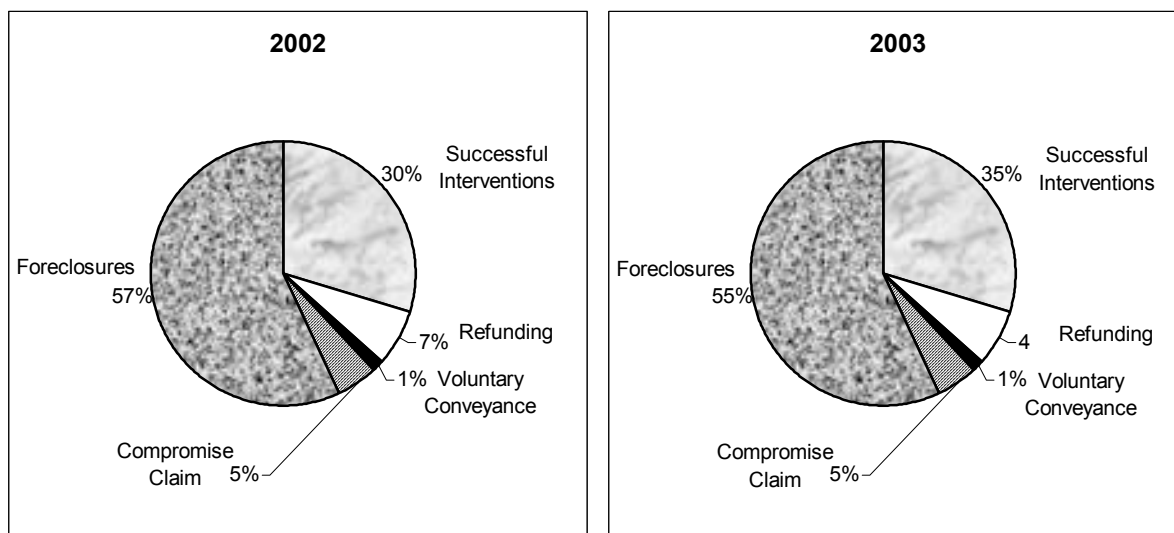 2002
Successful
Interventions
30%
Foreclosures
57%
Refunding
7%
1%
Voluntary
Conveyance
Compromise
Claim
5%
2003
Successful
Interventions
35%
Foreclosures
55%
Refunding
4
1%
Voluntary
Conveyance
Compromise
Claim
5%